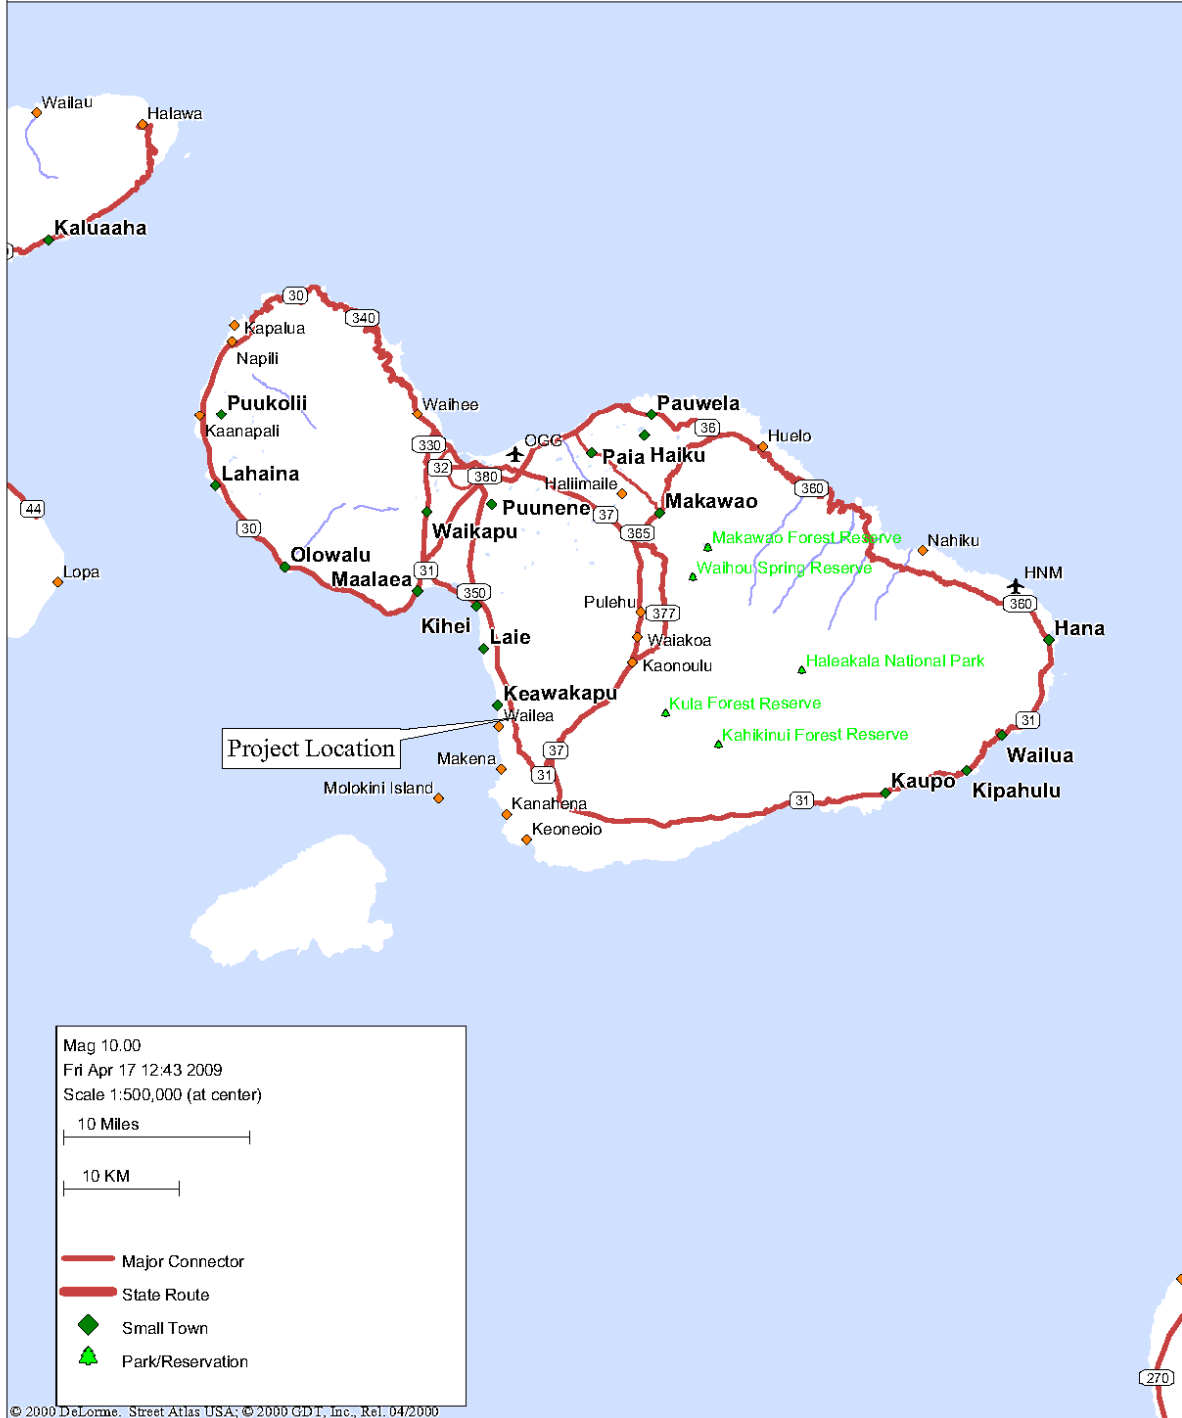 Wailau
Halawa
Kaluaaha
30
340
Kapalua
Napili
Puukolii
Waihee
Pauwela
Kaanapali
36
Huelo
330
OGG
Paia
Haiku
32
380
Lahaina
Haliimaile
360
Puunene
Makawao
44
37
30
Waikapu
365
Makawao Forest Reserve
Nahiku
Olowalu
Waihou Spring Reserve
Lopa
Maalaea
31
HNM
350
Pulehu
377
360
Kihei
Laie
Waiakoa
Hana
Kaonoulu
Haleakala National Park
Keawakapu
Kula Forest Reserve
Wailea
31
Project Location
37
Kahikinui Forest Reserve
Wailua
Makena
31
Molokini Island
Kaupo
Kipahulu
Kanahena
31
Keoneoio
Mag 10.00
Fri Apr 17 12:43 2009
Scale 1:500,000 (at center)
10 Miles
10 KM
Major Connector
State Route
Small Town
Park/Reservation
270
© 2000 DeLorme. Street Atlas USA; © 2000 GDT, Inc., Rel. 04/2000